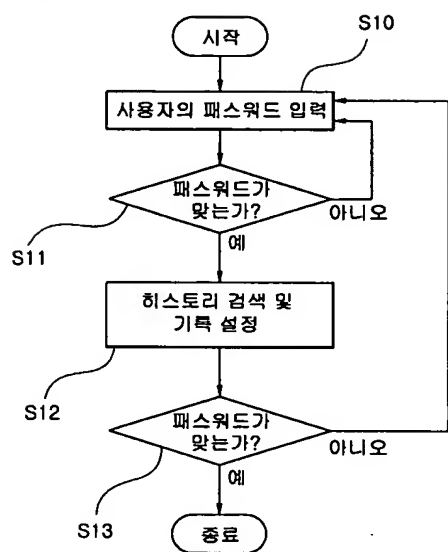 시작
S10
사용자의 패스워드 입력
패스워드가
맞는가?
아니오
S11
예
히스토리 검색 및
기록 설정
S12
패스워드가
맞는가?
아니오
예
S13
종료